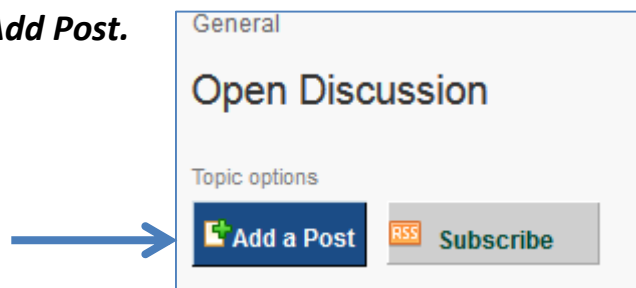 Add Post.
General
Open Discussion
Topic options
Add a Post
RSS Subscribe